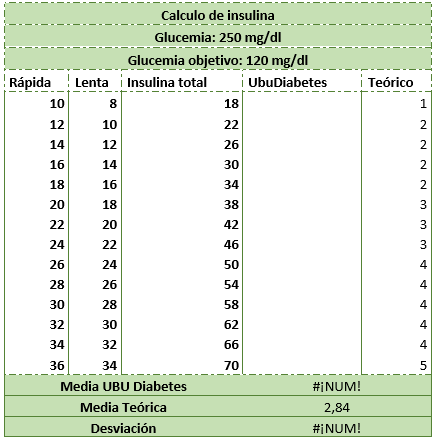 Calculo de insulina
Glucemia: 250 mg/dl
Glucemia objetivo: 120 mg/dl
Rápida Lenta Insulina total UbuDiabetes Teórico
10 8 18 1
12 10 22 2
14 12 26 2
16 14 30 2
18 16 34 2
20 18 38 3
22 20 42 3
24 22 46 3
26 24 50 4
28 26 54 4
30 28 58 4
32 30 62 4
34 32 66 4
36 34 70 5
Media UBU Diabetes #¡NUM!
Media Teórica 2,84
Desviación #¡NUM!